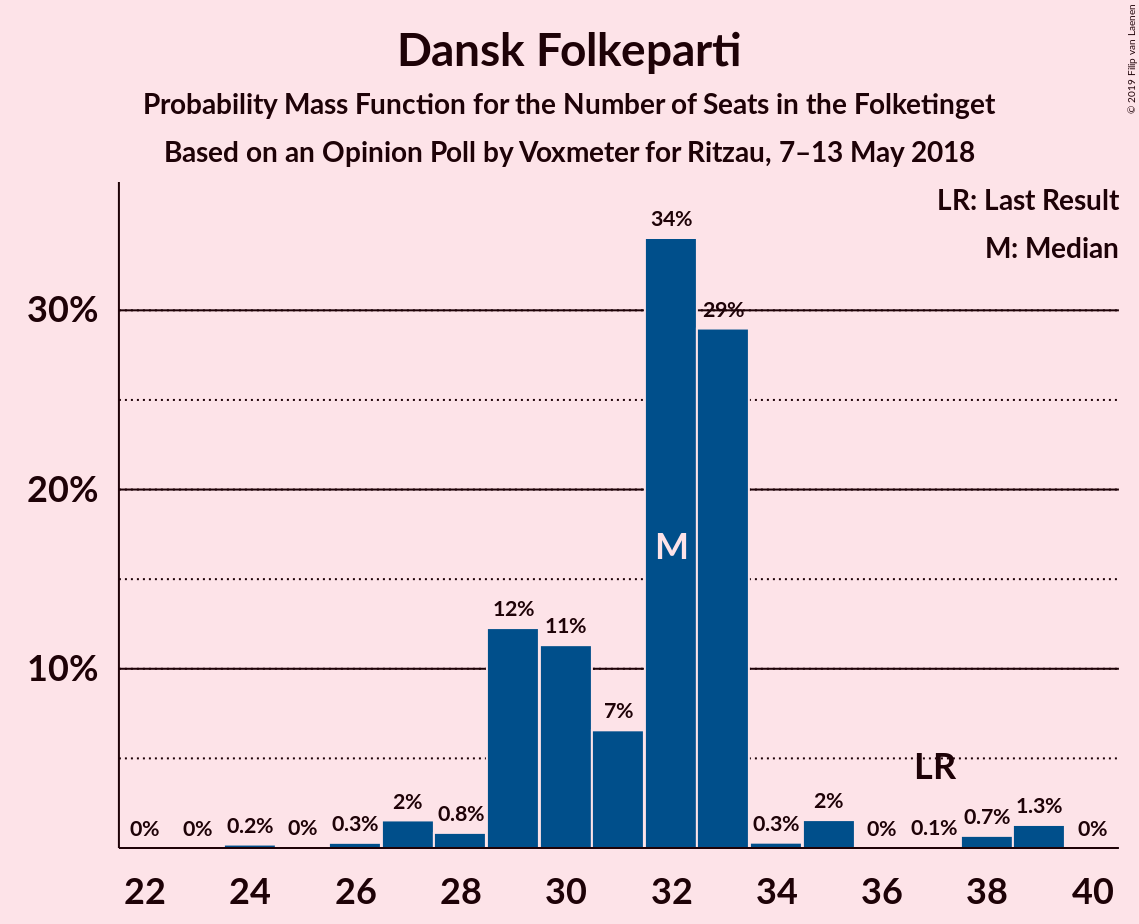 Dansk Folkeparti
Probability Mass Function for the Number of Seats in the Folketinget
Based on an Opinion Poll by Voxmeter for Ritzau, 7–13 May 2018
© 2019 Filip van Laenen
LR: Last Result
M: Median
30%
20%
10%
0%
0%
0.2%
0%
0.3%
2%
0.8%
12%
11%
7%
34%
29%
0.3%
2%
0%
0.1%
0.7%
1.3%
0%
M
LR
22 24 26 28 30 32 34 36 38 40